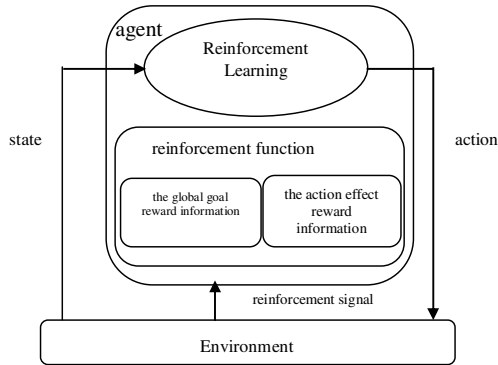 agent
Reinforcement
Learning
state
action
reinforcement function
the global goal
reward information
the action effect
reward
information
reinforcement signal
Environment